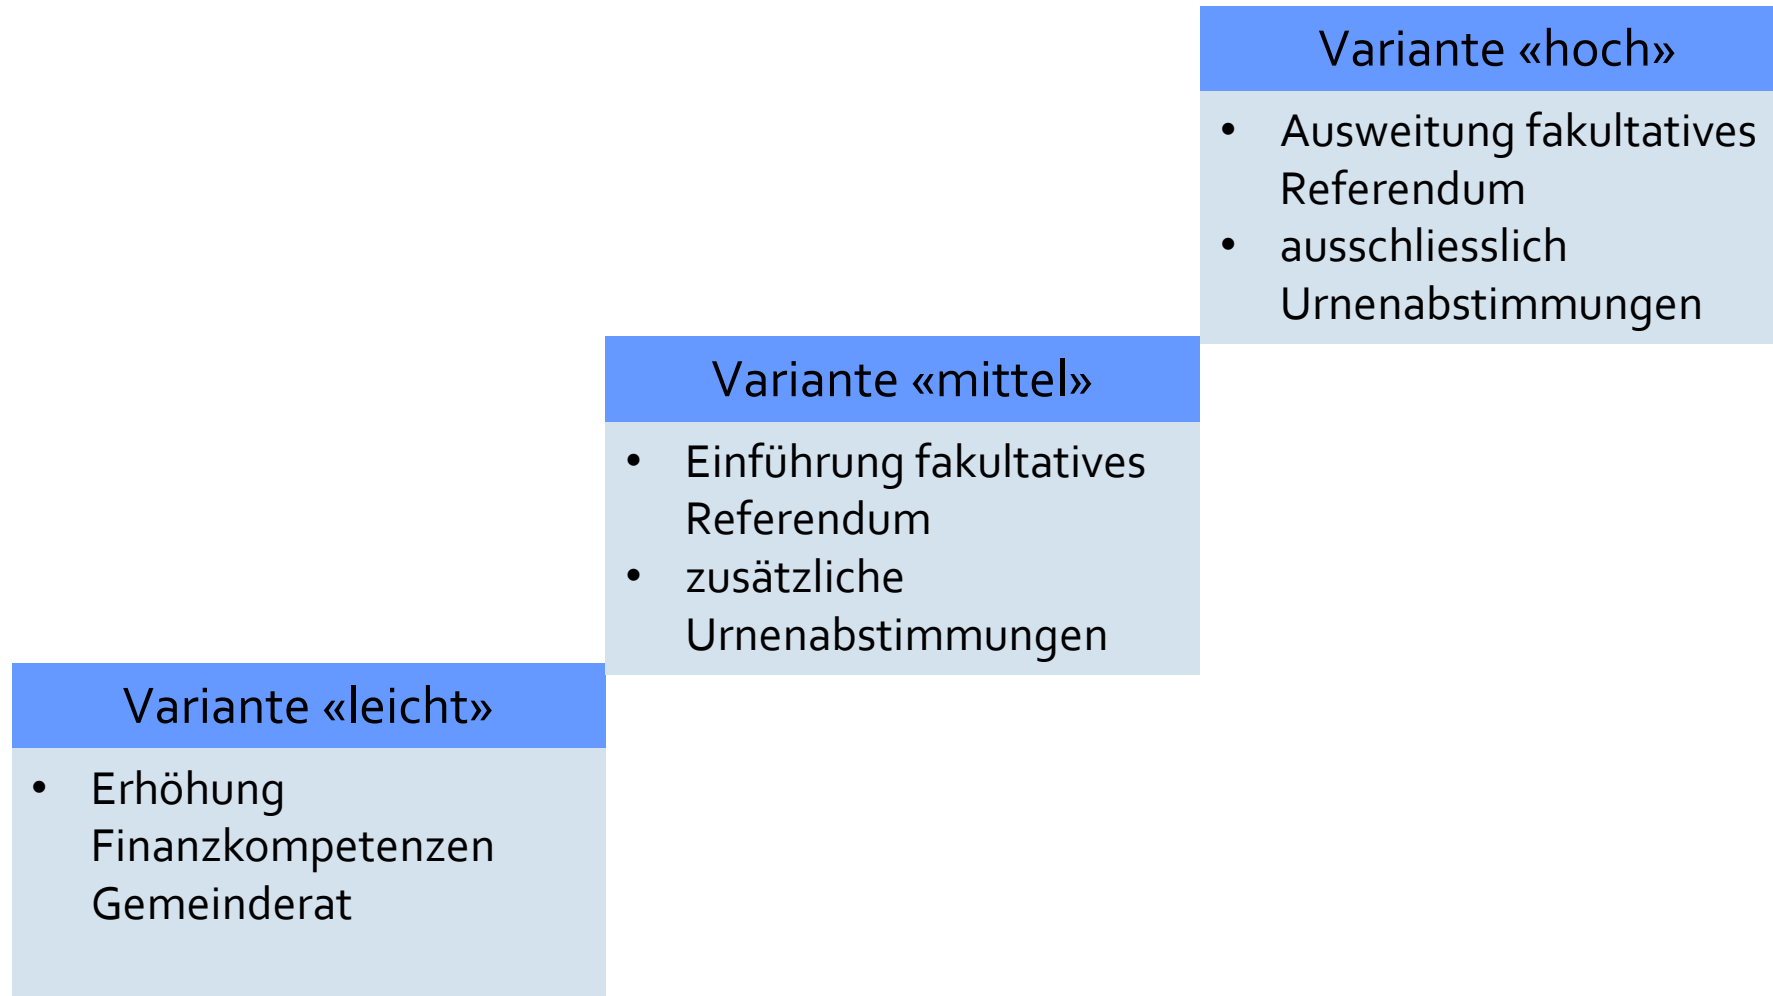 Variante «hoch»
• Ausweitung fakultatives
Referendum
• ausschliesslich
Urnenabstimmungen
Variante «mittel»
• Einführung fakultatives
Referendum
• zusätzliche
Urnenabstimmungen
Variante «leicht»
• Erhöhung
Finanzkompetenzen
Gemeinderat